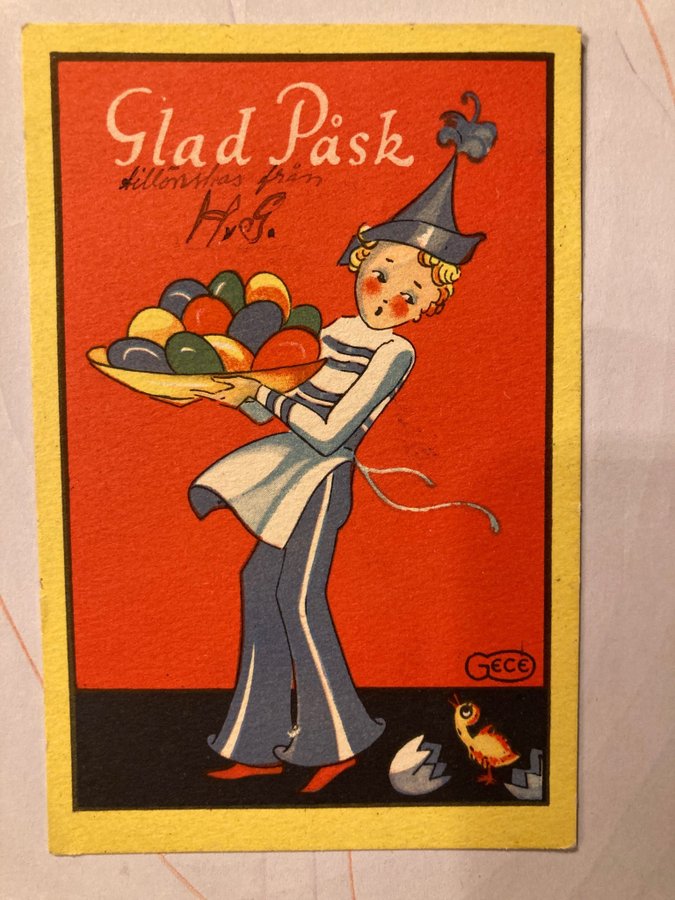 Glad Påsk
tillönskas från
H.G.
GECE